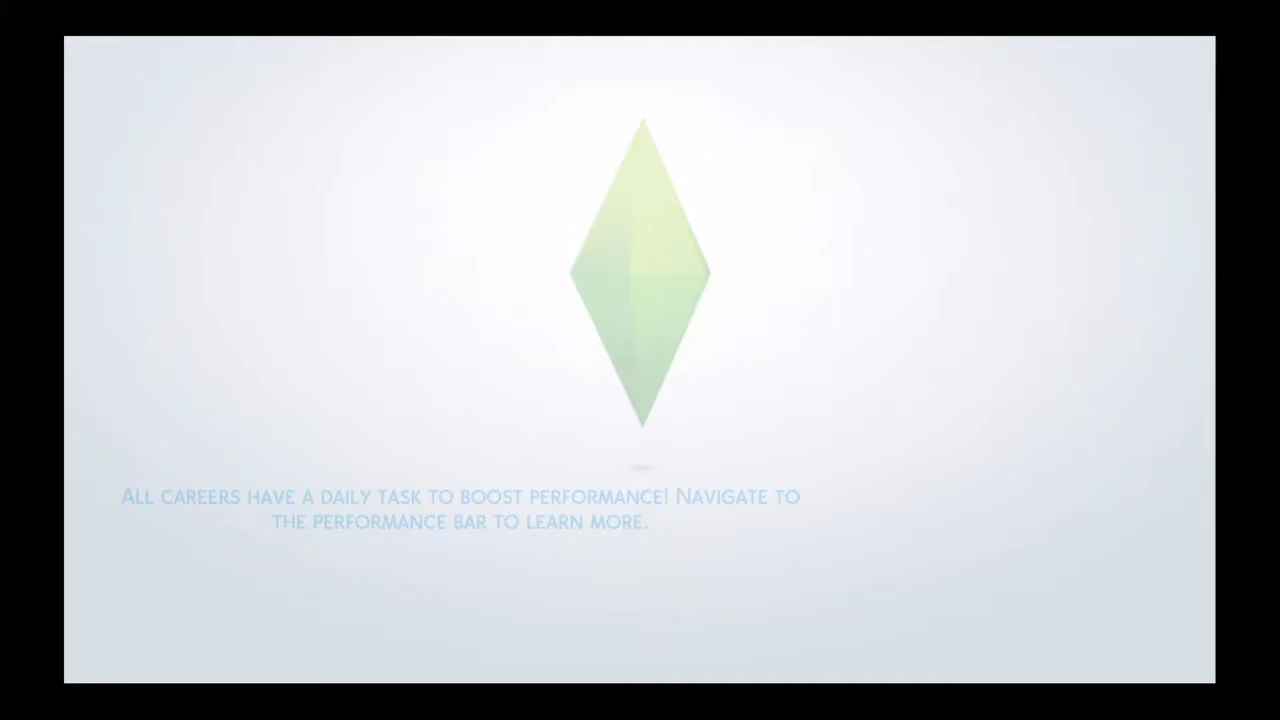 All careers have a daily task to boost performance! Navigate to
the performance bar to learn more.